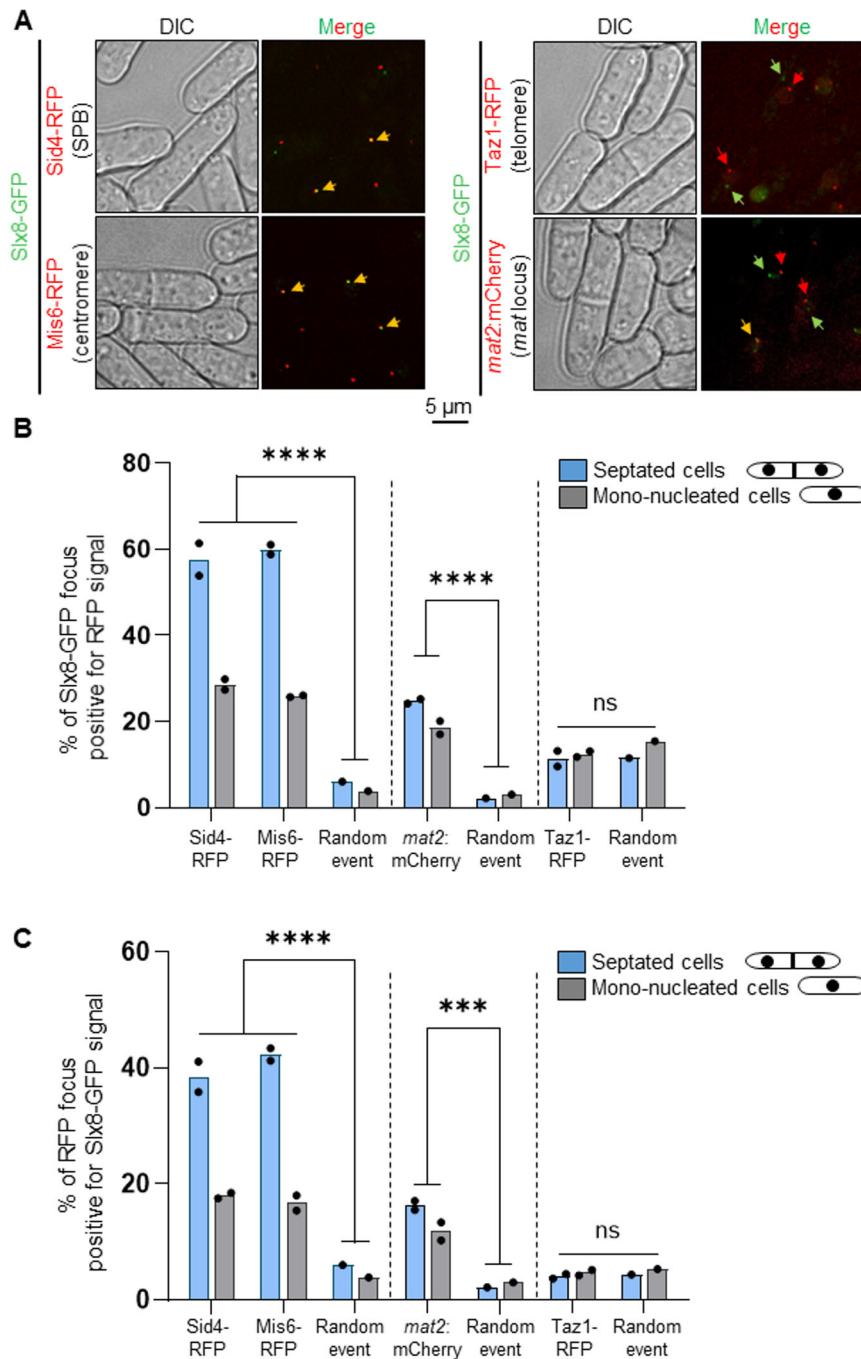 A
DIC
Merge
DIC
Merge
Slx8-GFP
Sid4-RFP
(SPB)
Mis6-RFP
(centromere)
Slx8-GFP
Taz1-RFP
(telomere)
mat2:mCherry
(mat locus)
5 µm
B
% of Slx8-GFP focus
positive for RFP signal
80
60
40
20
0
****
****
ns
Septated cells
Mono-nucleated cells
Sid4-
RFP
Mis6-
RFP
Random
event
mat2:
mCherry
Random
event
Taz1-
RFP
Random
event
C
% of RFP focus
positive for Slx8-GFP signal
60
40
20
0
****
***
ns
Septated cells
Mono-nucleated cells
Sid4-
RFP
Mis6-
RFP
Random
event
mat2:
mCherry
Random
event
Taz1-
RFP
Random
event